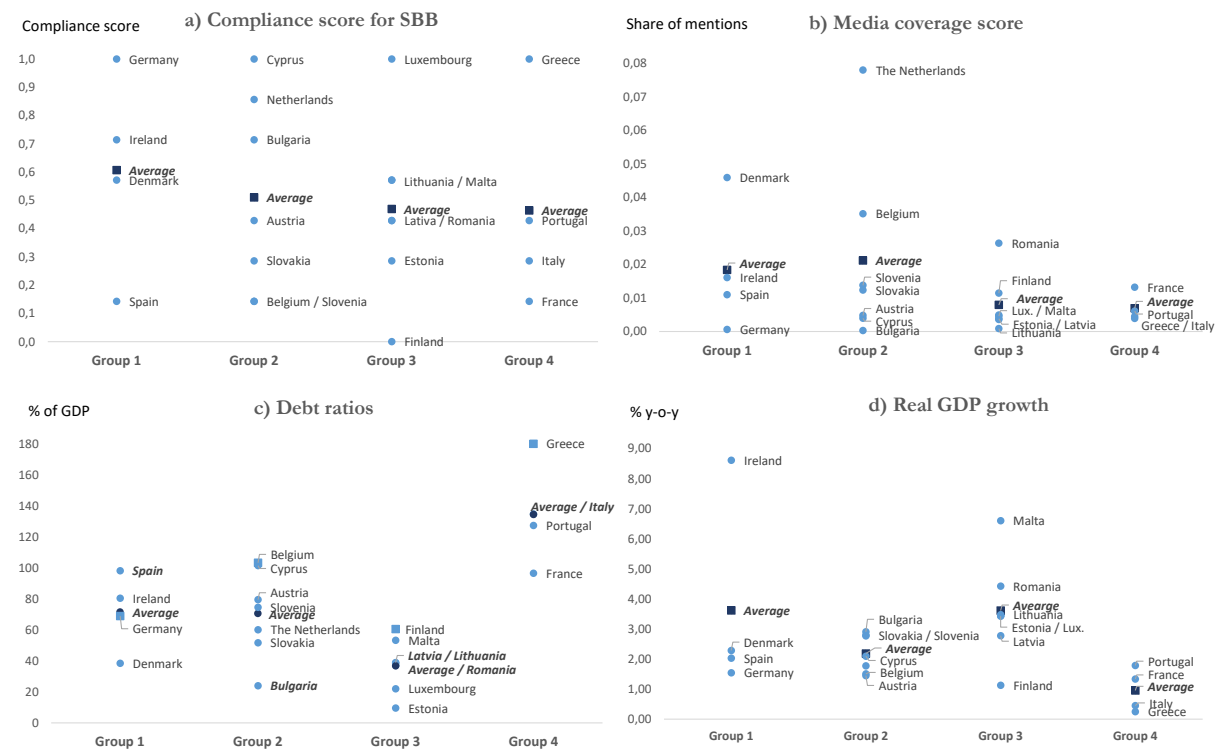 a) Compliance score for SBB
Compliance score
1,0
0,9
0,8
0,7
0,6
0,5
0,4
0,3
0,2
0,1
0,0
Germany
Ireland
Average
Denmark
Spain
Cyprus
Netherlands
Bulgaria
Average
Austria
Slovakia
Belgium / Slovenia
Luxembourg
Lithuania / Malta
Average
Lativa / Romania
Estonia
Finland
Greece
Average
Portugal
Italy
France
Group 1
Group 2
Group 3
Group 4
b) Media coverage score
Share of mentions
0,08
0,07
0,06
0,05
0,04
0,03
0,02
0,01
0,00
Denmark
Average
Ireland
Spain
Germany
The Netherlands
Belgium
Average
Slovenia
Slovakia
Austria
Cyprus
Bulgaria
Romania
Finland
Average
Lux. / Malta
Estonia / Latvia
Lithuania
France
Average
Portugal
Greece / Italy
Group 1
Group 2
Group 3
Group 4
c) Debt ratios
% of GDP
180
160
140
120
100
80
60
40
20
0
Spain
Ireland
Average
Germany
Denmark
Belgium
Cyprus
Austria
Slovenia
Average
The Netherlands
Slovakia
Bulgaria
Finland
Malta
Latvia / Lithuania
Average / Romania
Luxembourg
Estonia
Greece
Average / Italy
Portugal
France
Group 1
Group 2
Group 3
Group 4
d) Real GDP growth
% y-o-y
9,00
8,00
7,00
6,00
5,00
4,00
3,00
2,00
1,00
0,00
Ireland
Average
Denmark
Spain
Germany
Bulgaria
Slovakia / Slovenia
Average
Cyprus
Belgium
Austria
Malta
Romania
Avearge
Lithuania
Estonia / Lux.
Latvia
Finland
Portugal
France
Average
Italy
Greece
Group 1
Group 2
Group 3
Group 4